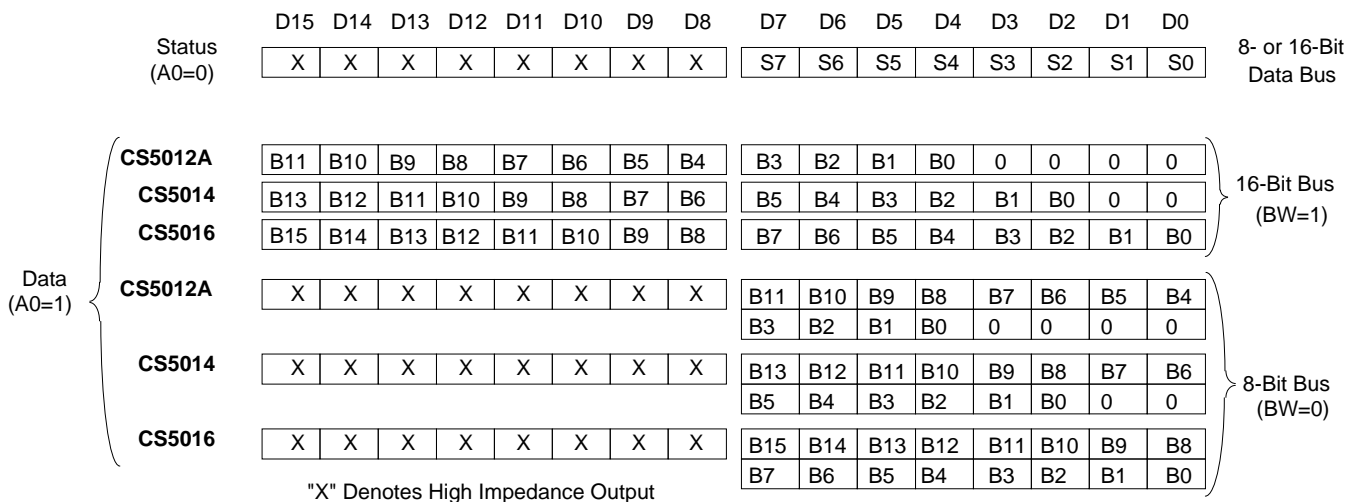 D15 D14 D13 D12 D11 D10 D9 D8 D7 D6 D5 D4 D3 D2 D1 D0
Status
(A0=0)
X X X X X X X X S7 S6 S5 S4 S3 S2 S1 S0
8- or 16-Bit
Data Bus
CS5012A B11 B10 B9 B8 B7 B6 B5 B4 B3 B2 B1 B0 0 0 0 0
CS5014 B13 B12 B11 B10 B9 B8 B7 B6 B5 B4 B3 B2 B1 B0 0 0
CS5016 B15 B14 B13 B12 B11 B10 B9 B8 B7 B6 B5 B4 B3 B2 B1 B0
16-Bit Bus
(BW=1)
Data
(A0=1)
CS5012A X X X X X X X X B11 B10 B9 B8 B7 B6 B5 B4
B3 B2 B1 B0 0 0 0 0
CS5014 X X X X X X X X B13 B12 B11 B10 B9 B8 B7 B6
B5 B4 B3 B2 B1 B0 0 0
8-Bit Bus
(BW=0)
CS5016 X X X X X X X X B15 B14 B13 B12 B11 B10 B9 B8
B7 B6 B5 B4 B3 B2 B1 B0
"X" Denotes High Impedance Output